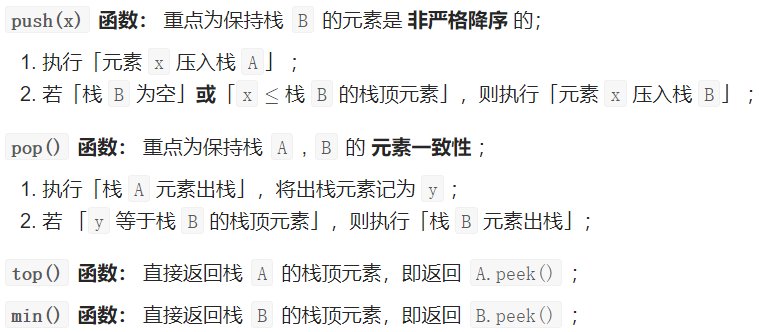 push(x) 函数： 重点为保持栈 B 的元素是 非严格降序 的；
1. 执行「元素 x 压入栈 A」 ；
2. 若「栈 B 为空」或「x ≤ 栈 B 的栈顶元素」，则执行「元素 x 压入栈 B」 ；
pop() 函数： 重点为保持栈 A , B 的 元素一致性 ；
1. 执行「栈 A 元素出栈」，将出栈元素记为 y ；
2. 若 「y 等于栈 B 的栈顶元素」，则执行「栈 B 元素出栈」；
top() 函数： 直接返回栈 A 的栈顶元素，即返回 A.peek() ；
min() 函数： 直接返回栈 B 的栈顶元素，即返回 B.peek() ；